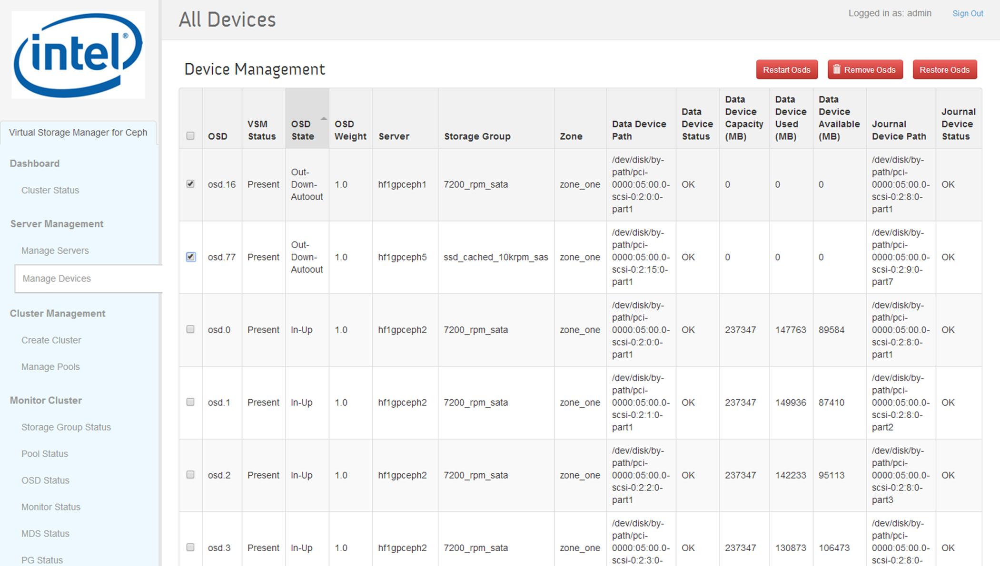 intel®
Virtual Storage Manager for Ceph
Dashboard
Cluster Status
Server Management
Manage Servers
Manage Devices
Cluster Management
Create Cluster
Manage Pools
Monitor Cluster
Storage Group Status
Pool Status
OSD Status
Monitor Status
MDS Status
PG Status
All Devices
Logged in as: admin Sign Out
Device Management
Restart Osds
Remove Osds
Restore Osds
OSD
VSM
Status
OSD
State
OSD
Weight
Server
Storage Group
Zone
Data Device
Path
Data
Device
Status
Data
Device
Capacity
(MB)
Data
Device
Used
(MB)
Data
Device
Available
(MB)
Journal
Device Path
Journal
Device
Status
osd.16
Present
Out-
Down-
Autoout
1.0
hf1gpceph1
7200_rpm_sata
zone_one
/dev/disk/by-
path/pci-
0000:05:00.0-
scsi-0:2:0:0-
part1
OK
0
0
0
/dev/disk/by-
path/pci-
0000:05:00.0-
scsi-0:2:8:0-
part1
OK
osd.77
Present
Out-
Down-
Autoout
1.0
hf1gpceph5
ssd_cached_10krpm_sas
zone_one
/dev/disk/by-
path/pci-
0000:05:00.0-
scsi-0:2:15:0-
part1
OK
0
0
0
/dev/disk/by-
path/pci-
0000:05:00.0-
scsi-0:2:9:0-
part7
OK
osd.0
Present
In-Up
1.0
hf1gpceph2
7200_rpm_sata
zone_one
/dev/disk/by-
path/pci-
0000:05:00.0-
scsi-0:2:0:0-
part1
OK
237347
147763
89584
/dev/disk/by-
path/pci-
0000:05:00.0-
scsi-0:2:8:0-
part1
OK
osd.1
Present
In-Up
1.0
hf1gpceph2
7200_rpm_sata
zone_one
/dev/disk/by-
path/pci-
0000:05:00.0-
scsi-0:2:1:0-
part1
OK
237347
149936
87410
/dev/disk/by-
path/pci-
0000:05:00.0-
scsi-0:2:8:0-
part2
OK
osd.2
Present
In-Up
1.0
hf1gpceph2
7200_rpm_sata
zone_one
/dev/disk/by-
path/pci-
0000:05:00.0-
scsi-0:2:2:0-
part1
OK
237347
142233
95113
/dev/disk/by-
path/pci-
0000:05:00.0-
scsi-0:2:8:0-
part3
OK
osd.3
Present
In-Up
1.0
hf1gpceph2
7200_rpm_sata
zone_one
/dev/disk/by-
path/pci-
0000:05:00.0-
scsi-0:2:3:0-
OK
237347
130873
106473
/dev/disk/by-
path/pci-
0000:05:00.0-
scsi-0:2:8:0-
OK